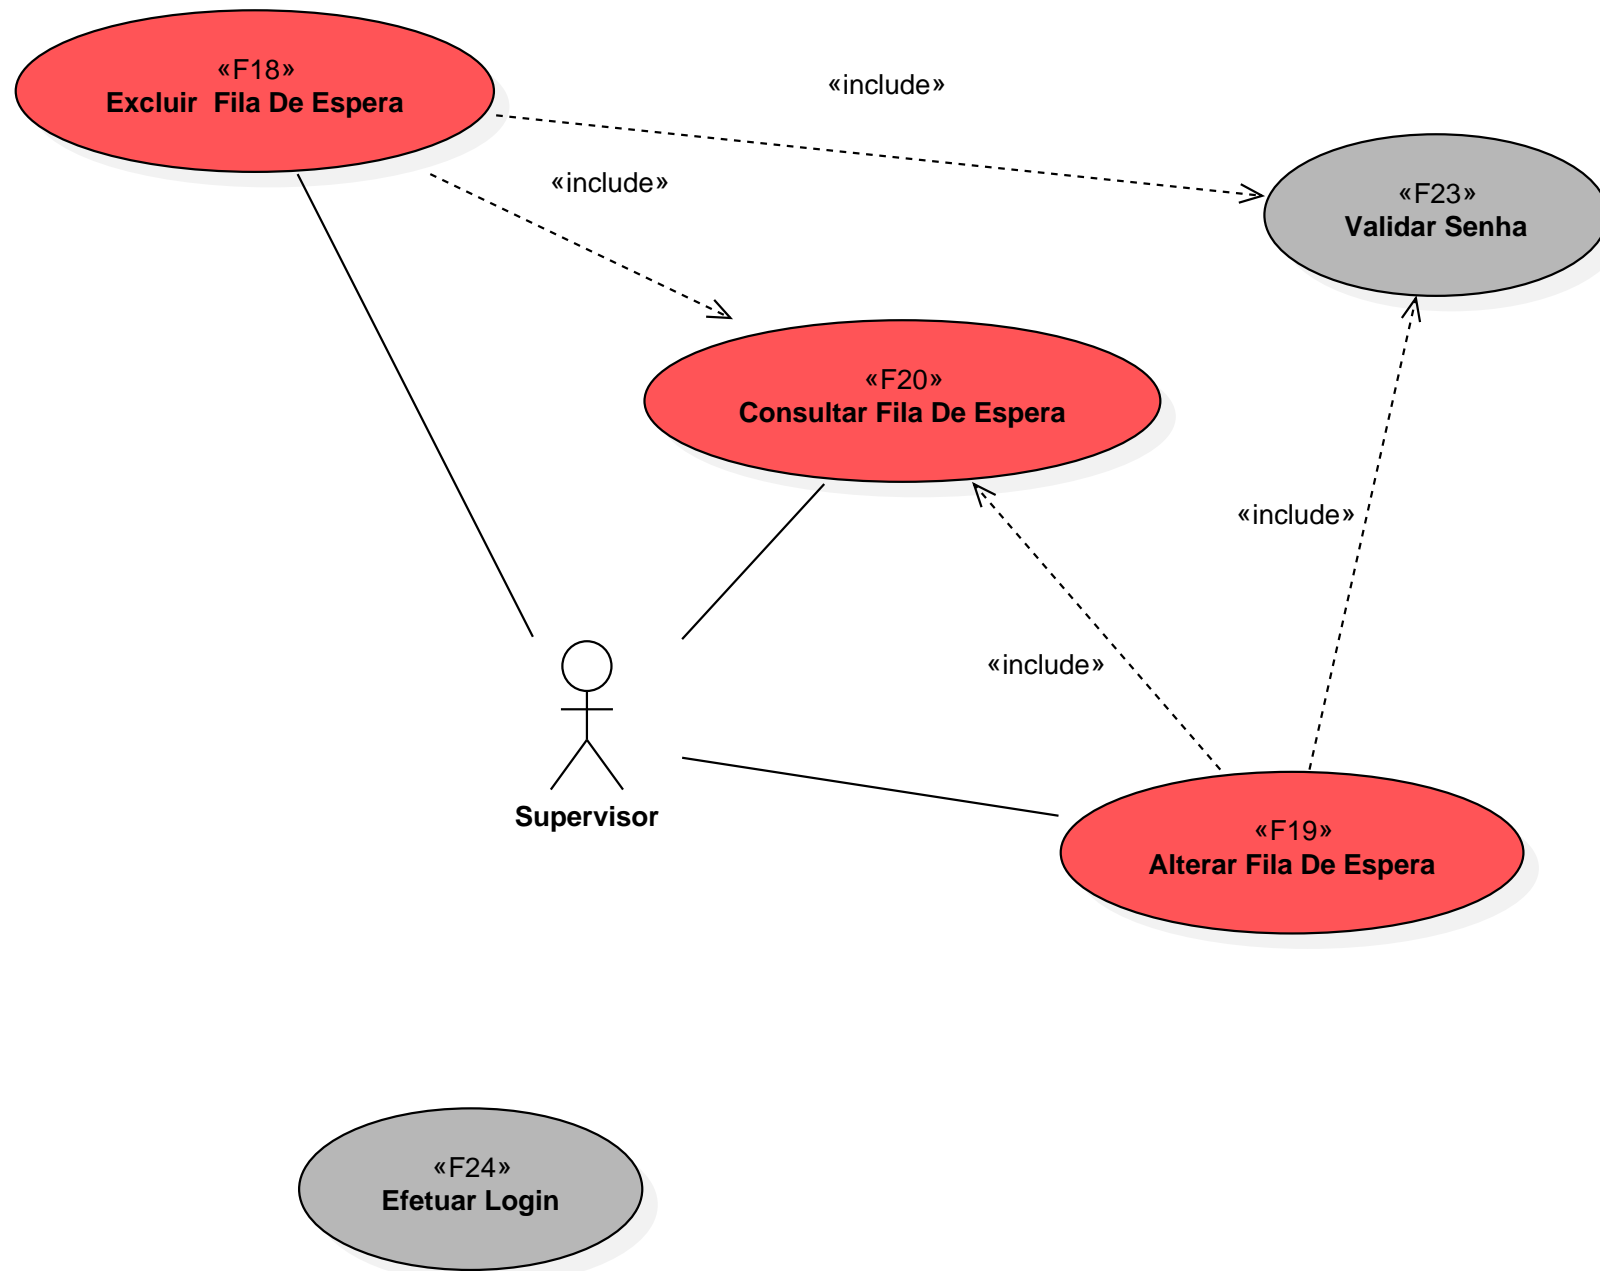 «F18»
Excluir  Fila De Espera
«include»
«include»
«F23»
Validar Senha
«F20»
Consultar Fila De Espera
«include»
«include»
Supervisor
«F19»
Alterar Fila De Espera
«F24»
Efetuar Login